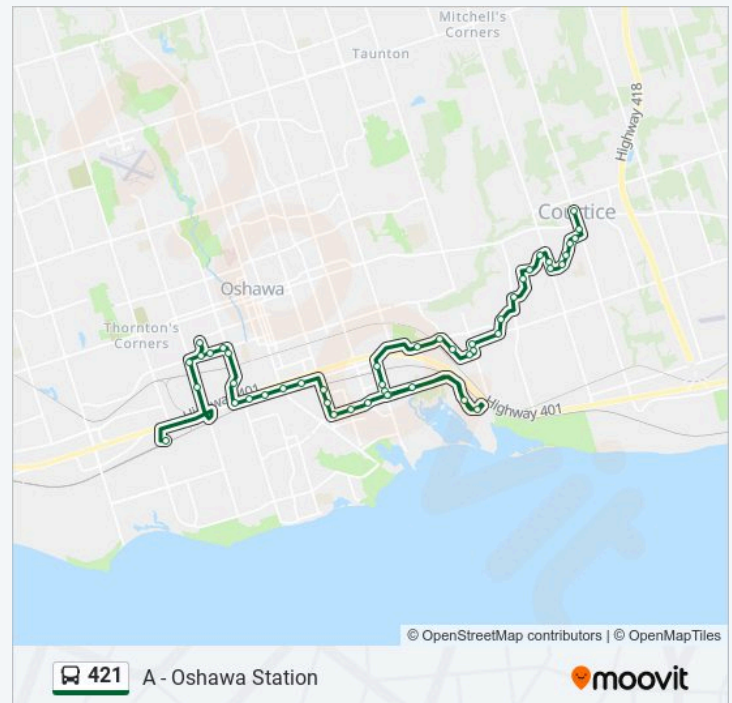 Mitchell's
Corners
Taunton
Highway 418
Courtice
Oshawa
Thornton's
Corners
Highway 401
Highway 401
© OpenStreetMap contributors | © OpenMapTiles
421 A - Oshawa Station
moovit